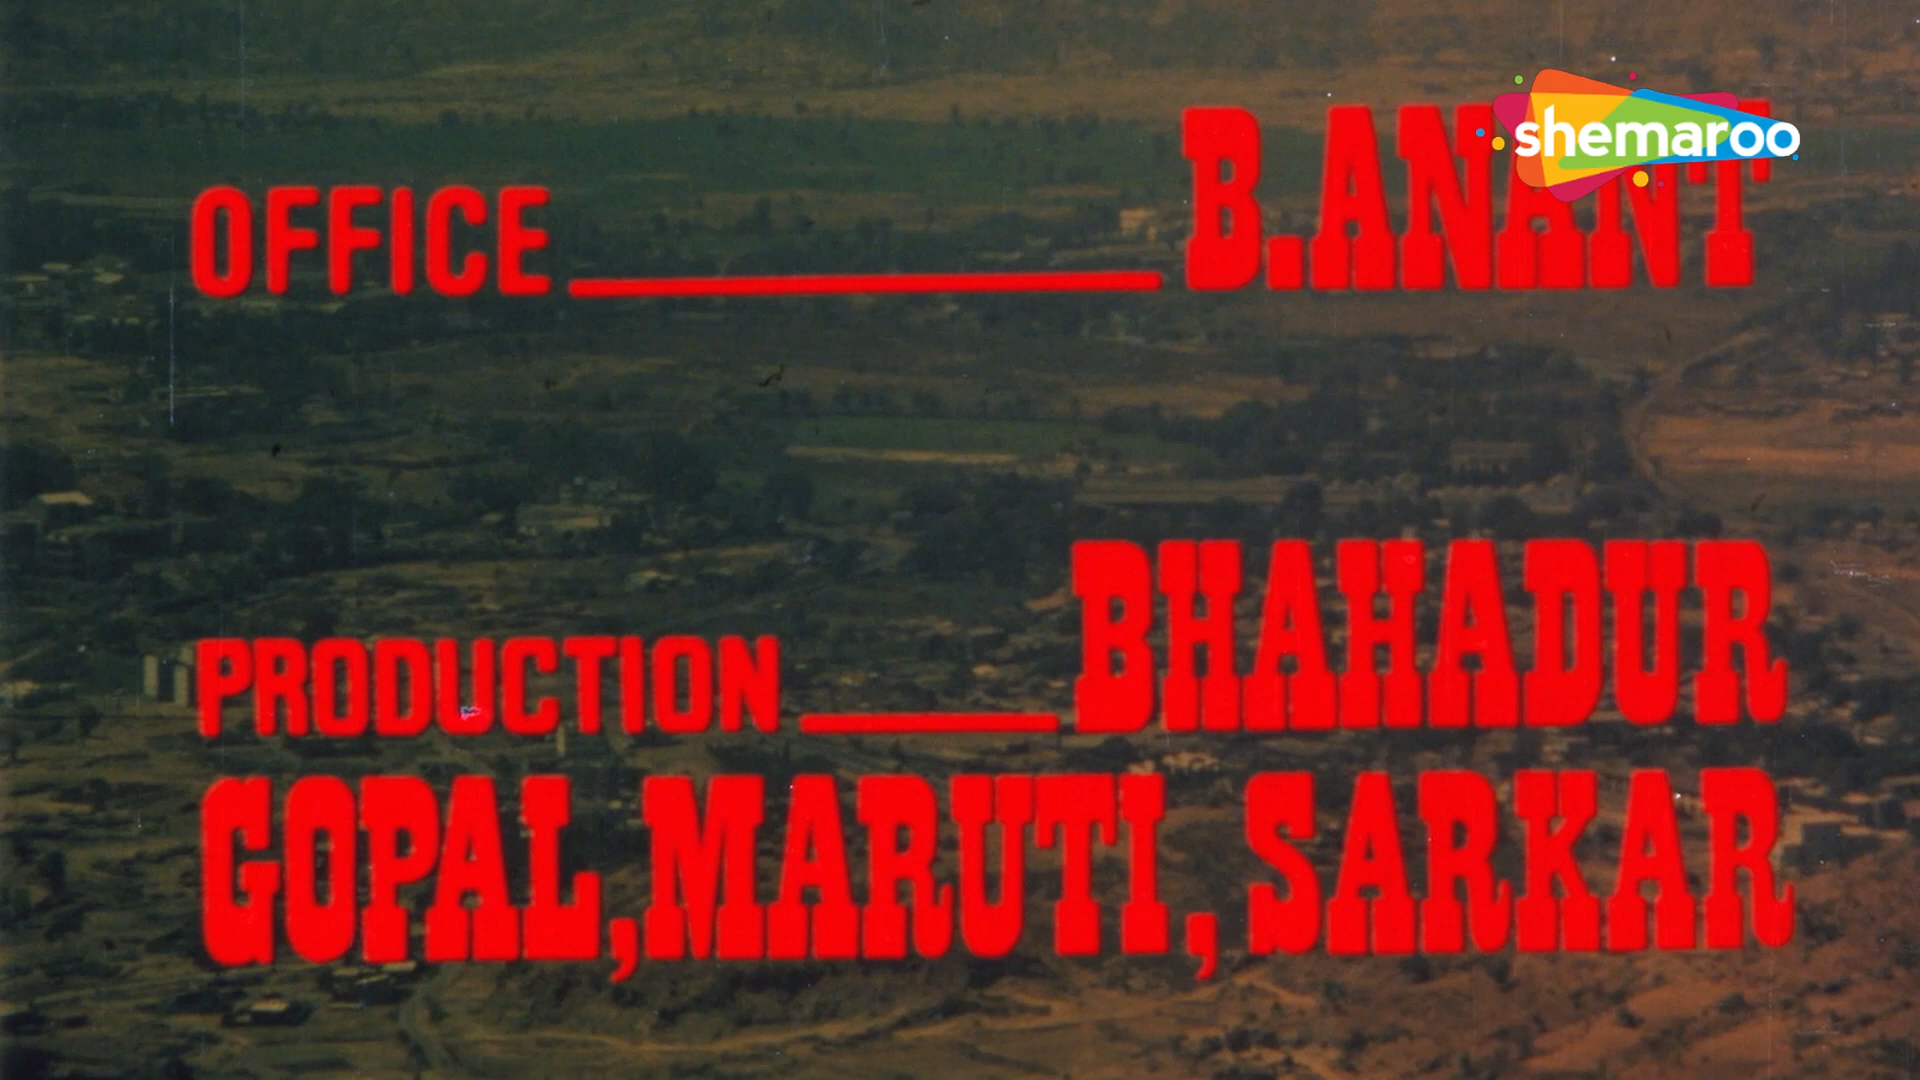 shemaroo
OFFICE B.ANANT
PRODUCTION BHAHADUR
GOPAL, MARUTI, SARKAR